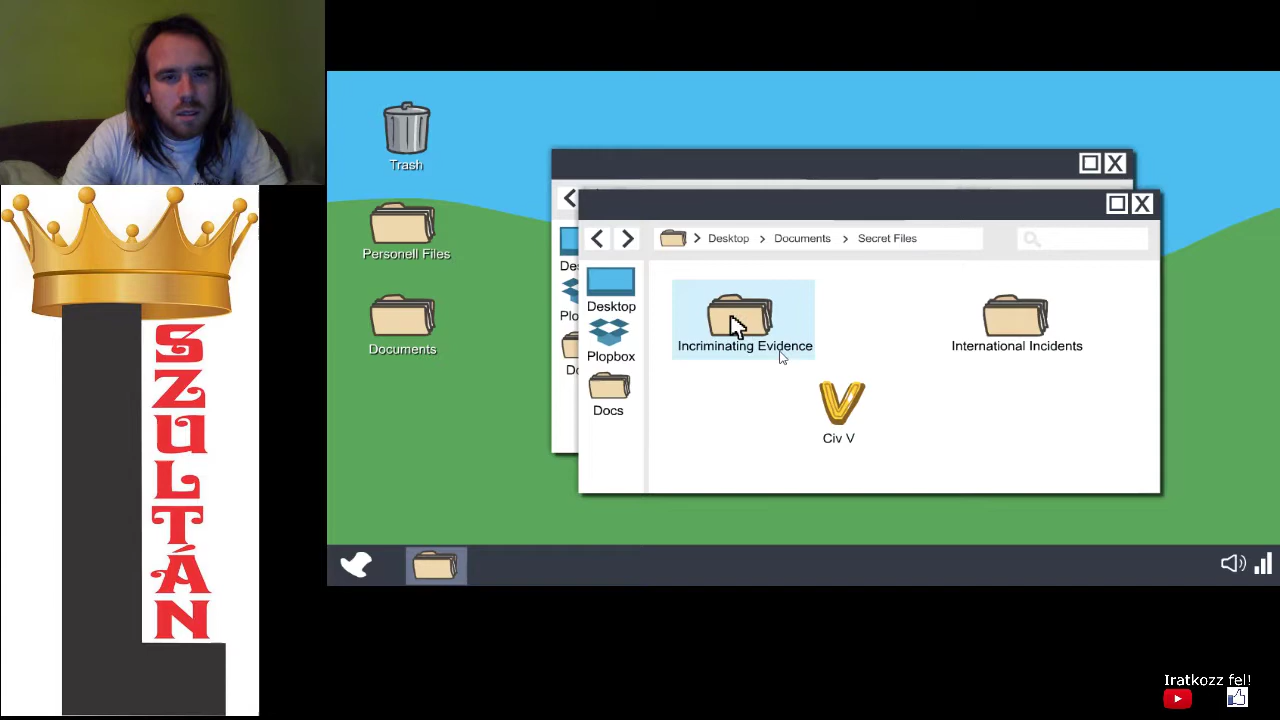 SZULTÁN
Trash
Personell Files
Documents
Desktop
Documents
Secret Files
Desktop
Plopbox
Docs
Incriminating Evidence
International Incidents
V
Civ V
Iratkozz fel!